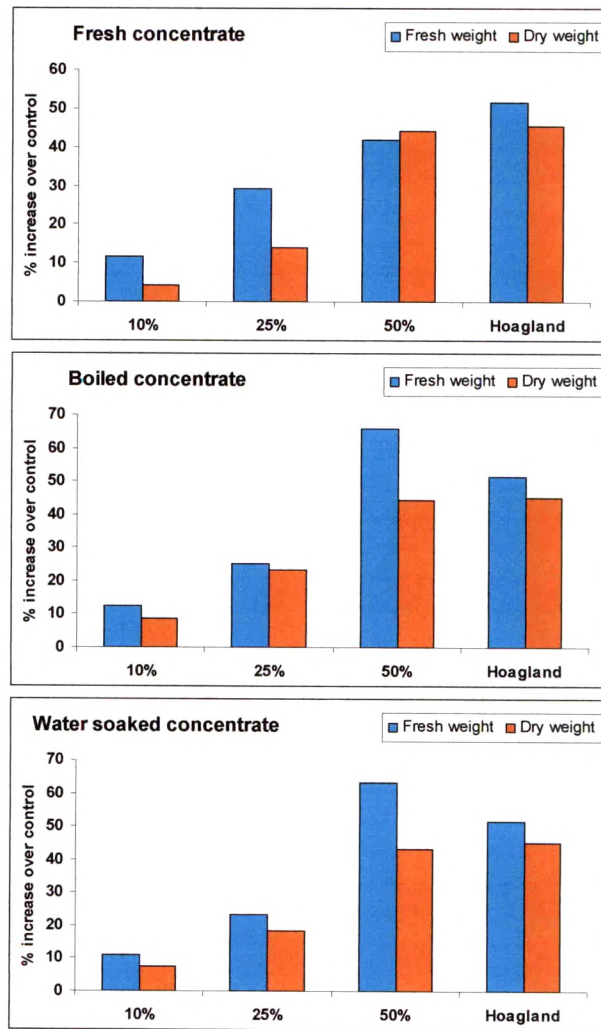 Fresh concentrate
Fresh weight Dry weight
% increase over control
60
50
40
30
20
10
0
10% 25% 50% Hoagland
Boiled concentrate
Fresh weight Dry weight
% increase over control
70
60
50
40
30
20
10
0
10% 25% 50% Hoagland
Water soaked concentrate
Fresh weight Dry weight
% increase over control
70
60
50
40
30
20
10
0
10% 25% 50% Hoagland